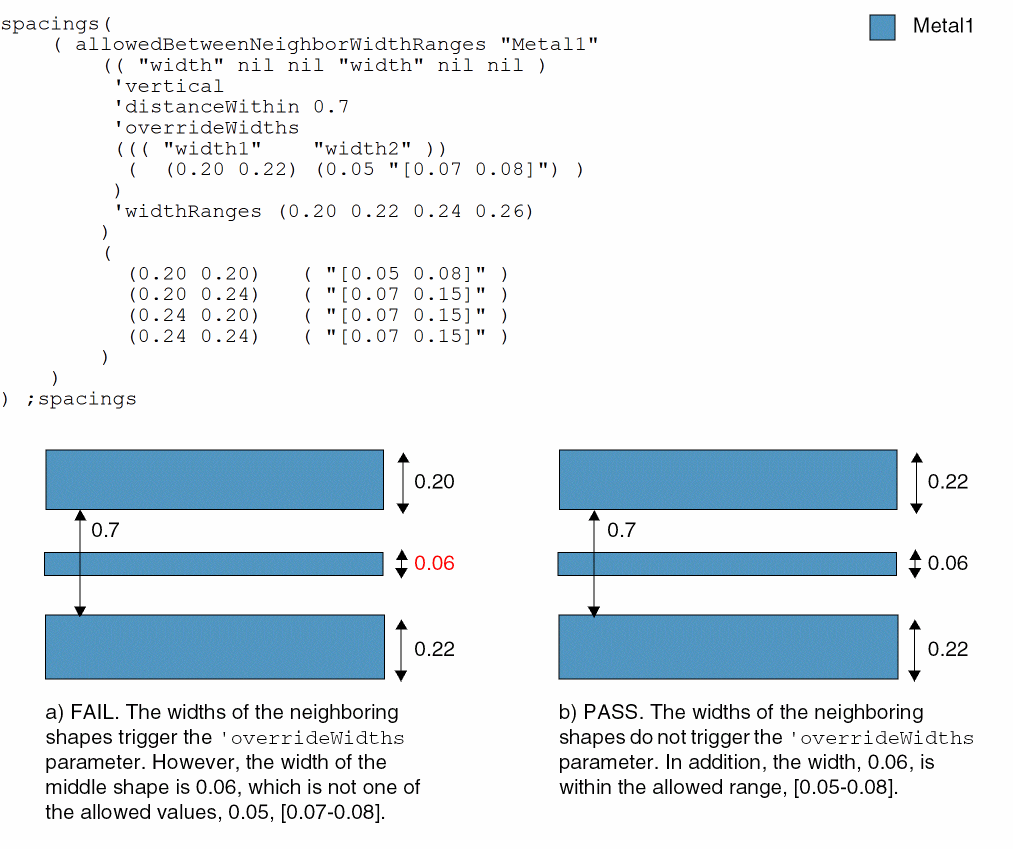 spacings(
    ( allowedBetweenNeighborWidthRanges "Metal1"
        (( "width" nil nil "width" nil nil )
         'vertical
         'distanceWithin 0.7
         'overrideWidths
         ((( "width1"    "width2" ))
          (  (0.20 0.22) (0.05 "[0.07 0.08]") )
         )
         'widthRanges (0.20 0.22 0.24 0.26)
        )
        (
          (0.20 0.20)    ( "[0.05 0.08]" )
          (0.20 0.24)    ( "[0.07 0.15]" )
          (0.24 0.20)    ( "[0.07 0.15]" )
          (0.24 0.24)    ( "[0.07 0.15]" )
        )
    )
) ;spacings
Metal1
0.20
0.7
0.06
0.22
a) FAIL. The widths of the neighboring
shapes trigger the 'overrideWidths
parameter. However, the width of the
middle shape is 0.06, which is not one of
the allowed values, 0.05, [0.07-0.08].
0.22
0.7
0.06
0.22
b) PASS. The widths of the neighboring
shapes do not trigger the 'overrideWidths
parameter. In addition, the width, 0.06, is
within the allowed range, [0.05-0.08].